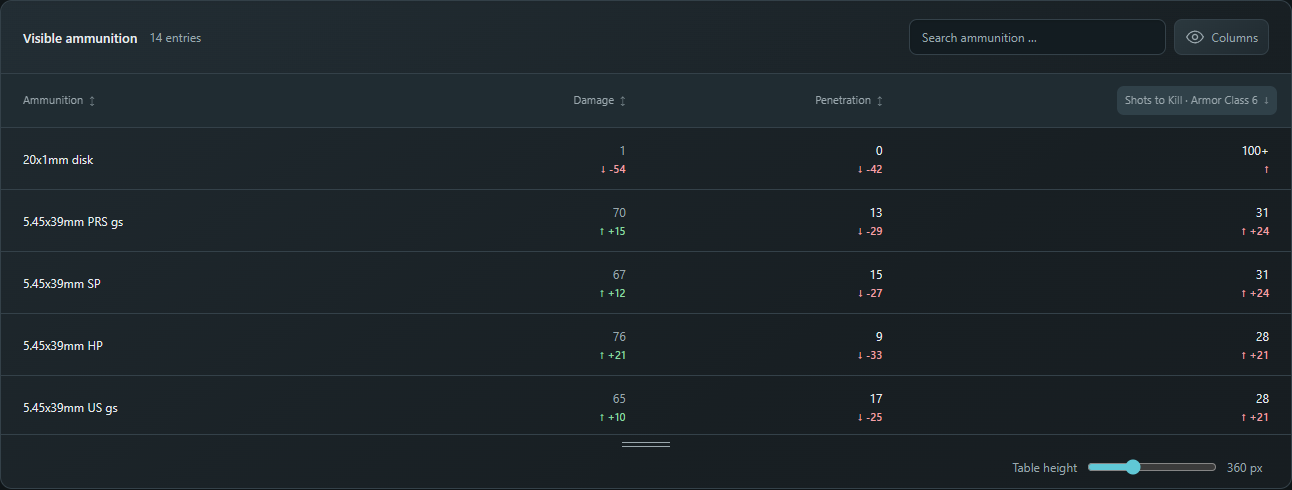 Visible ammunition 14 entries Search ammunition ... Columns
Ammunition ↕ Damage ↕ Penetration ↕ Shots to Kill · Armor Class 6 ↓
20x1mm disk 1 0 100+
↓ -54 ↓ -42 ↑
5.45x39mm PRS gs 70 13 31
↑ +15 ↓ -29 ↑ +24
5.45x39mm SP 67 15 31
↑ +12 ↓ -27 ↑ +24
5.45x39mm HP 76 9 28
↑ +21 ↓ -33 ↑ +21
5.45x39mm US gs 65 17 28
↑ +10 ↓ -25 ↑ +21
Table height 360 px